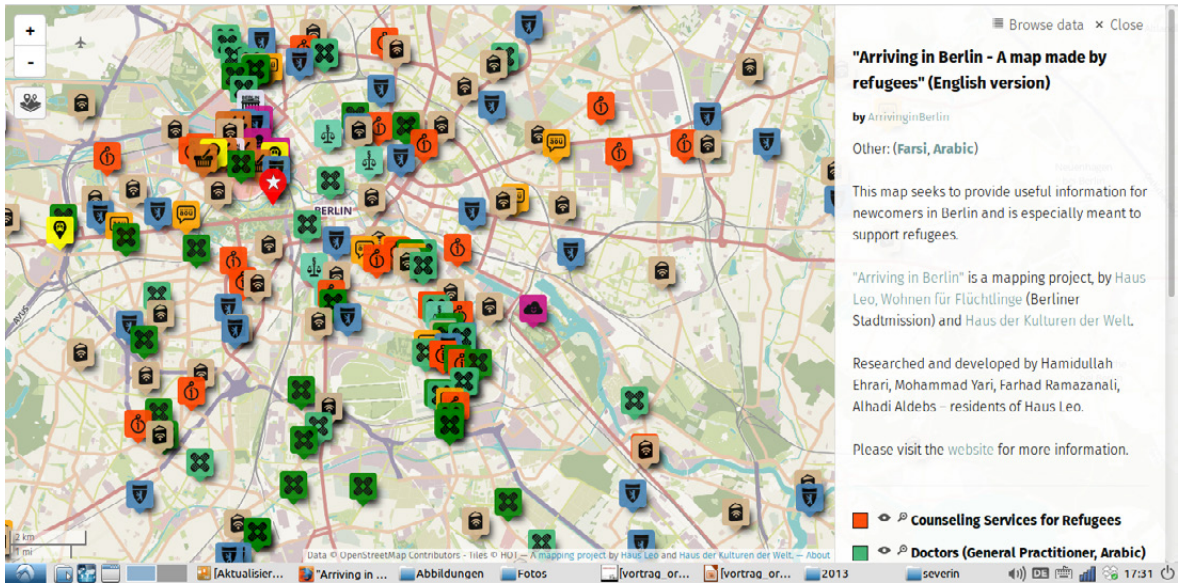 +
-
BERLIN
AVUS
2 km
1 mi
Data © OpenStreetMap Contributors - Tiles © HOT — A mapping project by Haus Leo and Haus der Kulturen der Welt. — About
Browse data × Close
"Arriving in Berlin - A map made by
refugees" (English version)
by ArrivinginBerlin
Other: (Farsi, Arabic)
This map seeks to provide useful information for
newcomers in Berlin and is especially meant to
support refugees.
"Arriving in Berlin" is a mapping project, by Haus
Leo, Wohnen für Flüchtlinge (Berliner
Stadtmission) and Haus der Kulturen der Welt.
Researched and developed by Hamidullah
Ehrari, Mohammad Yari, Farhad Ramazanali,
Alhadi Aldebs – residents of Haus Leo.
Please visit the website for more information.
Counseling Services for Refugees
Doctors (General Practitioner, Arabic)
[Aktualisier...
"Arriving in ...
Abbildungen
Fotos
[vortrag_or...
[vortrag_or...
2013
severin
DE
17:31